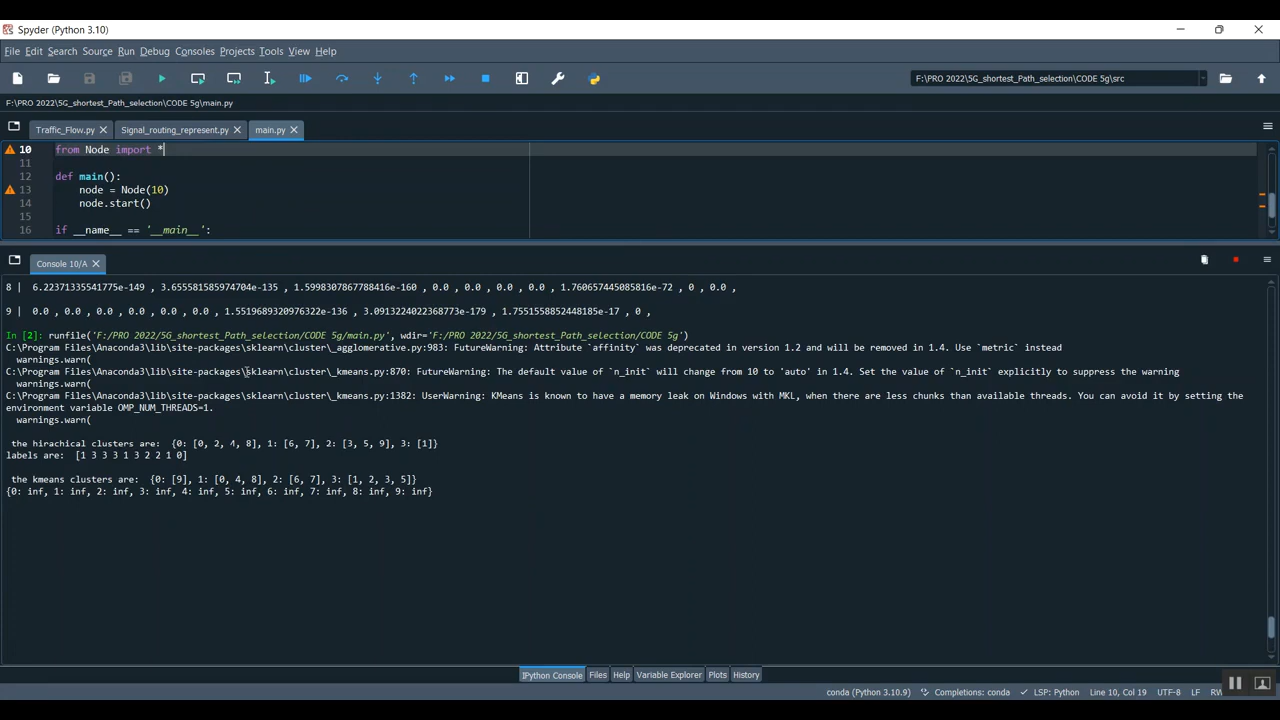 Spyder (Python 3.10)
File Edit Search Source Run Debug Consoles Projects Tools View Help
F:\PRO 2022\5G_shortest_Path_selection\CODE 5g\src
F:\PRO 2022\5G_shortest_Path_selection\CODE 5g\main.py
Traffic_Flow.py Signal_routing_represent.py main.py
10 from Node import *
11
12 def main():
13 node = Node(10)
14 node.start()
15
16 if __name__ == '__main__':
Console 10/A
8 | 6.22371335541775e-149 , 3.655581585974704e-135 , 1.5998307867788416e-160 , 0.0 , 0.0 , 0.0 , 0.0 , 1.760657445085816e-72 , 0 , 0.0 ,
9 | 0.0 , 0.0 , 0.0 , 0.0 , 0.0 , 0.0 , 1.5519689320976322e-136 , 3.0913224022368773e-179 , 1.7551558852448185e-17 , 0 ,
In [2]: runfile('F:/PRO 2022/5G_shortest_Path_selection/CODE 5g/main.py', wdir='F:/PRO 2022/5G_shortest_Path_selection/CODE 5g')
C:\Program Files\Anaconda3\lib\site-packages\sklearn\cluster\_agglomerative.py:983: FutureWarning: Attribute `affinity` was deprecated in version 1.2 and will be removed in 1.4. Use `metric` instead
warnings.warn(
C:\Program Files\Anaconda3\lib\site-packages\sklearn\cluster\_kmeans.py:870: FutureWarning: The default value of `n_init` will change from 10 to 'auto' in 1.4. Set the value of `n_init` explicitly to suppress the warning
warnings.warn(
C:\Program Files\Anaconda3\lib\site-packages\sklearn\cluster\_kmeans.py:1382: UserWarning: KMeans is known to have a memory leak on Windows with MKL, when there are less chunks than available threads. You can avoid it by setting the
environment variable OMP_NUM_THREADS=1.
warnings.warn(
the hirachical clusters are: {0: [0, 2, 4, 8], 1: [6, 7], 2: [3, 5, 9], 3: [1]}
labels are: [1 3 3 3 1 3 2 2 1 0]
the kmeans clusters are: {0: [9], 1: [0, 4, 8], 2: [6, 7], 3: [1, 2, 3, 5]}
{0: inf, 1: inf, 2: inf, 3: inf, 4: inf, 5: inf, 6: inf, 7: inf, 8: inf, 9: inf}
IPython Console Files Help Variable Explorer Plots History
conda (Python 3.10.9) Completions: conda LSP: Python Line 10, Col 19 UTF-8 LF RW